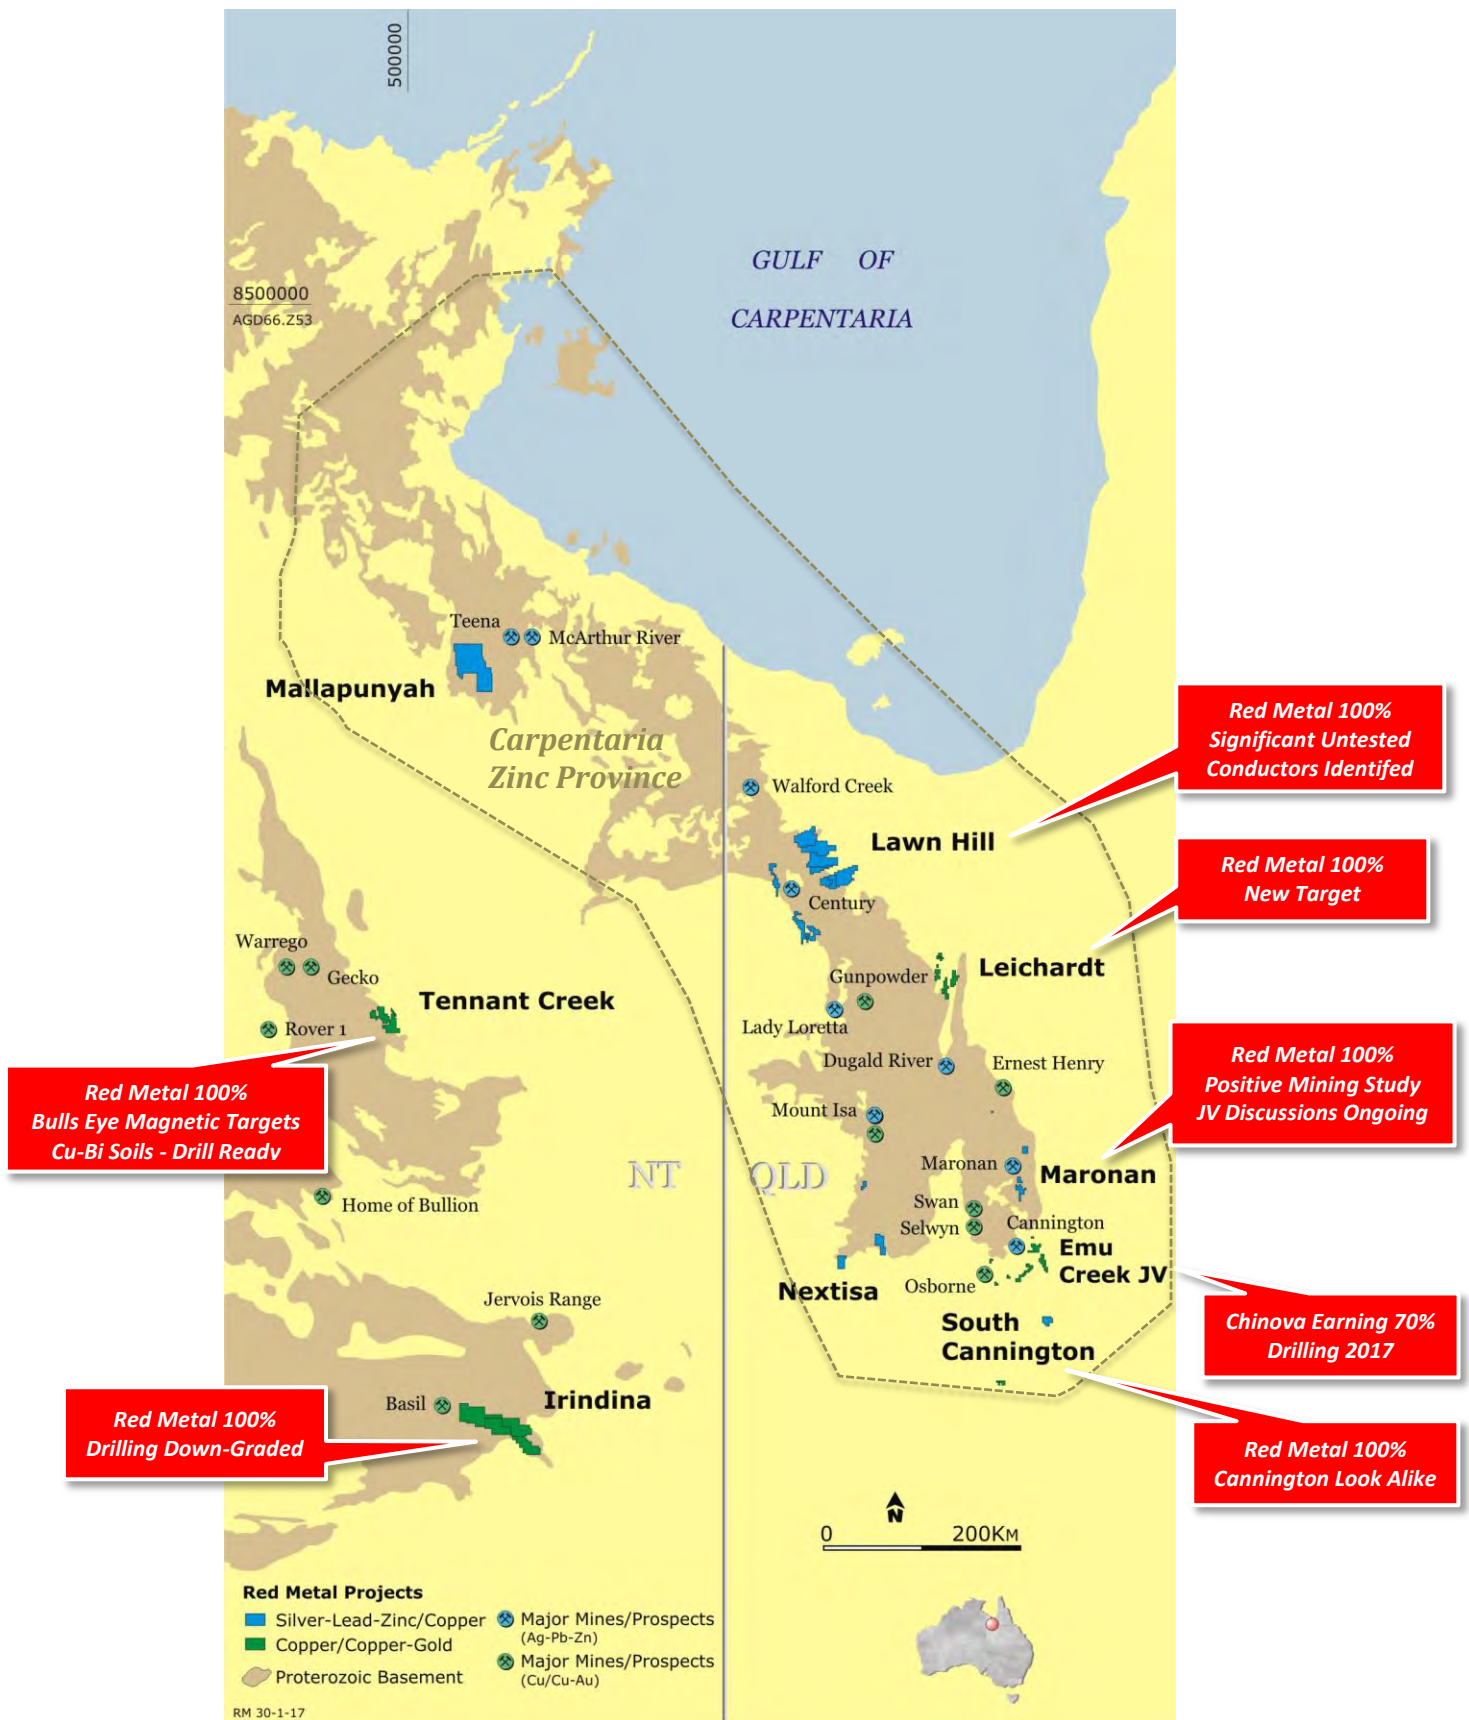 500000
GULF OF
CARPENTARIA
8500000
AGD66.Z53
Teena
McArthur River
Mallapunyah
Carpentaria
Zinc Province
Red Metal 100%
Significant Untested
Conductors Identifed
Walford Creek
Lawn Hill
Red Metal 100%
New Target
Century
Warrego
Gecko
Gunpowder
Leichardt
Tennant Creek
Rover 1
Lady Loretta
Dugald River
Ernest Henry
Red Metal 100%
Positive Mining Study
JV Discussions Ongoing
Red Metal 100%
Bulls Eye Magnetic Targets
Cu-Bi Soils - Drill Ready
Mount Isa
NT
QLD
Maronan
Maronan
Home of Bullion
Swan
Selwyn
Cannington
Emu
Creek JV
Osborne
Nextisa
Jervois Range
South
Cannington
Chinova Earning 70%
Drilling 2017
Basil
Irindina
Red Metal 100%
Drilling Down-Graded
Red Metal 100%
Cannington Look Alike
N
0 200KM
Red Metal Projects
Silver-Lead-Zinc/Copper
Copper/Copper-Gold
Proterozoic Basement
Major Mines/Prospects
(Ag-Pb-Zn)
Major Mines/Prospects
(Cu/Cu-Au)
RM 30-1-17